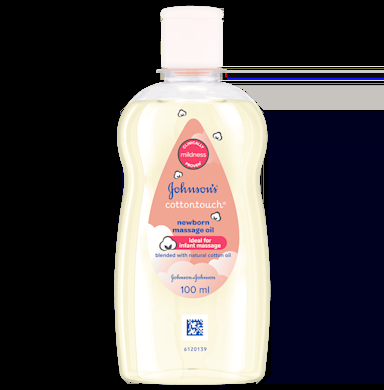 CLINICALLY
mildness
PROVEN
Johnson's
cottontouch®
newborn
massage oil
ideal for
infant massage
blended with natural cotton oil
Johnson & Johnson
100 ml
6120139